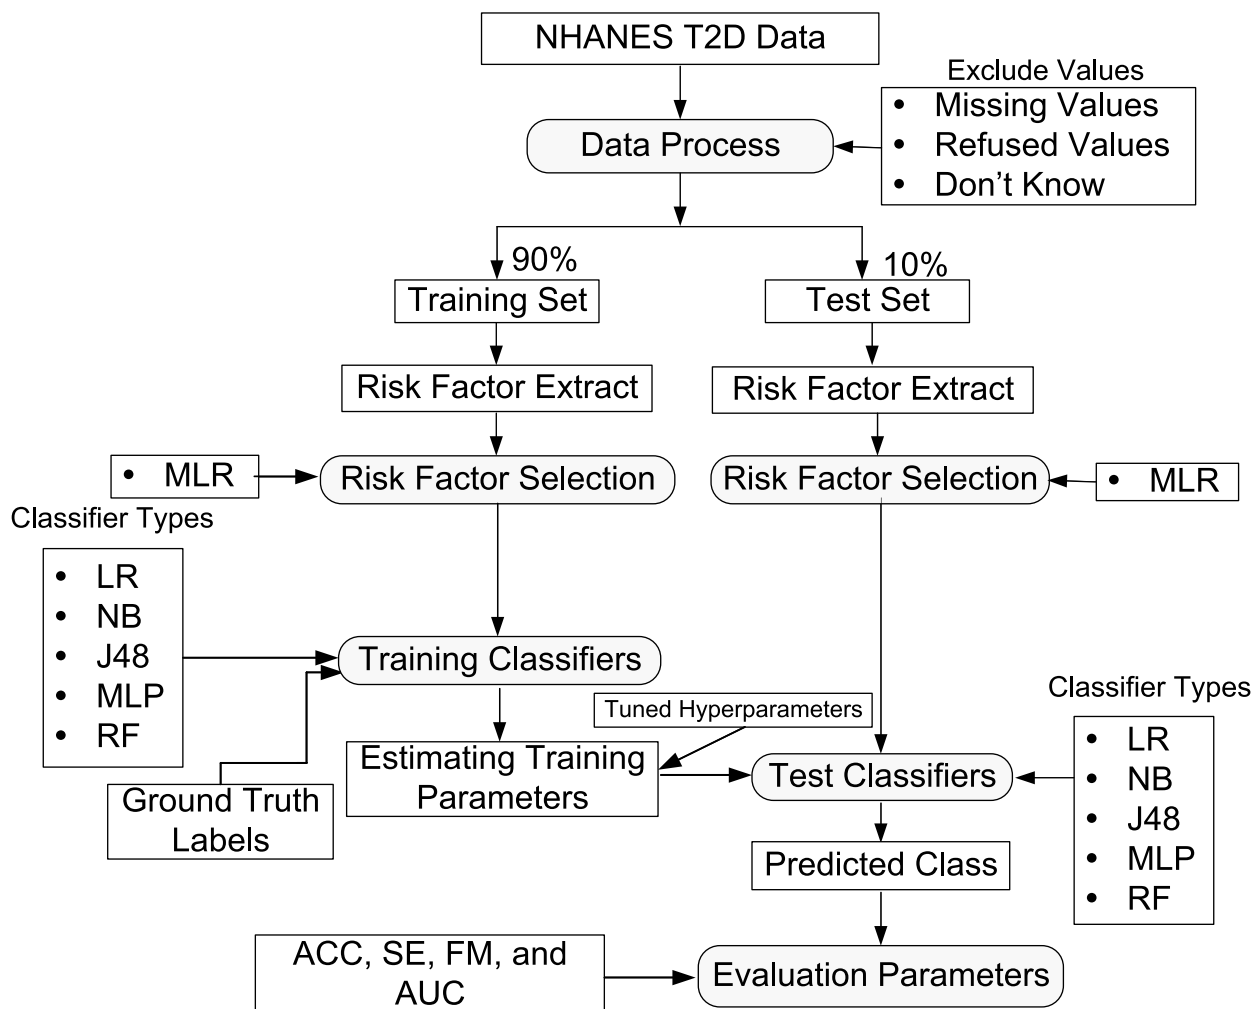 NHANES T2D Data
Exclude Values
• Missing Values
• Refused Values
• Don't Know
Data Process
90%
10%
Training Set
Test Set
Risk Factor Extract
Risk Factor Extract
• MLR
Risk Factor Selection
Risk Factor Selection
• MLR
Classifier Types
• LR
• NB
• J48
• MLP
• RF
Training Classifiers
Tuned Hyperparameters
Classifier Types
• LR
• NB
• J48
• MLP
• RF
Estimating Training
Parameters
Test Classifiers
Ground Truth
Labels
Predicted Class
ACC, SE, FM, and
AUC
Evaluation Parameters